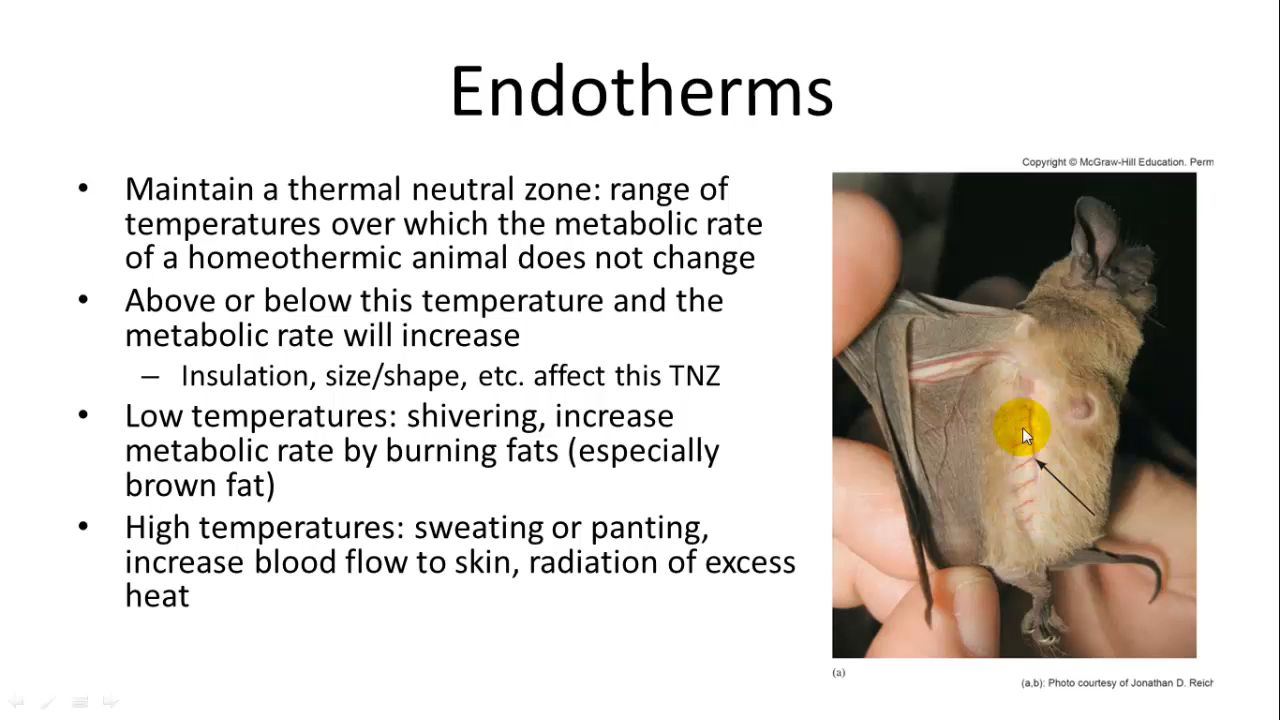 Endotherms
Copyright © McGraw-Hill Education. Perm
• Maintain a thermal neutral zone: range of
temperatures over which the metabolic rate
of a homeothermic animal does not change
• Above or below this temperature and the
metabolic rate will increase
– Insulation, size/shape, etc. affect this TNZ
• Low temperatures: shivering, increase
metabolic rate by burning fats (especially
brown fat)
• High temperatures: sweating or panting,
increase blood flow to skin, radiation of excess
heat
(a)
(a,b): Photo courtesy of Jonathan D. Reich